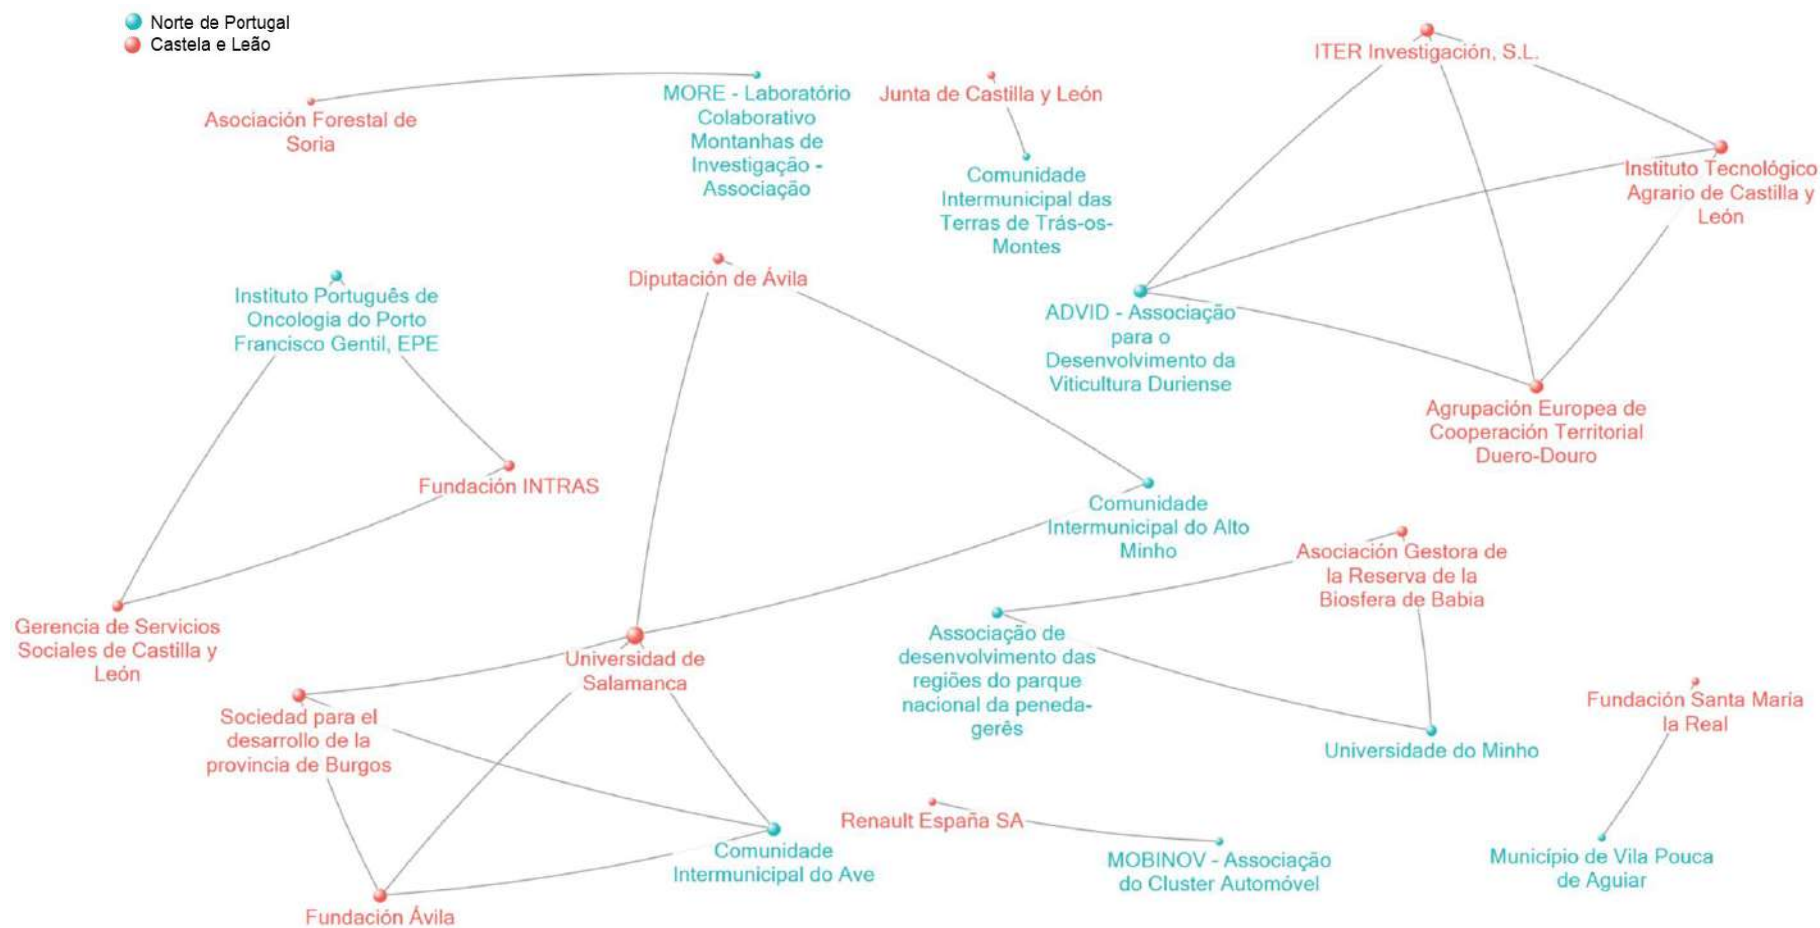 Norte de Portugal
Castela e Leão
ITER Investigación, S.L.
Asociación Forestal de
Soria
MORE - Laboratório
Colaborativo
Montanhas de
Investigação -
Associação
Junta de Castilla y León
Comunidade
Intermunicipal das
Terras de Trás-os-
Montes
Instituto Tecnológico
Agrario de Castilla y
León
Instituto Português de
Oncologia do Porto
Francisco Gentil, EPE
Diputación de Ávila
ADVID - Associação
para o
Desenvolvimento da
Viticultura Duriense
Agrupación Europea de
Cooperación Territorial
Duero-Douro
Fundación INTRAS
Comunidade
Intermunicipal do Alto
Minho
Asociación Gestora de
la Reserva de la
Biosfera de Babia
Gerencia de Servicios
Sociales de Castilla y
León
Universidad de
Salamanca
Associação de
desenvolvimento das
regiões do parque
nacional da peneda-
gerês
Sociedad para el
desarrollo de la
provincia de Burgos
Universidade do Minho
Fundación Santa María
la Real
Renault España SA
Comunidade
Intermunicipal do Ave
MOBINOV - Associação
do Cluster Automóvel
Município de Vila Pouca
de Aguiar
Fundación Ávila